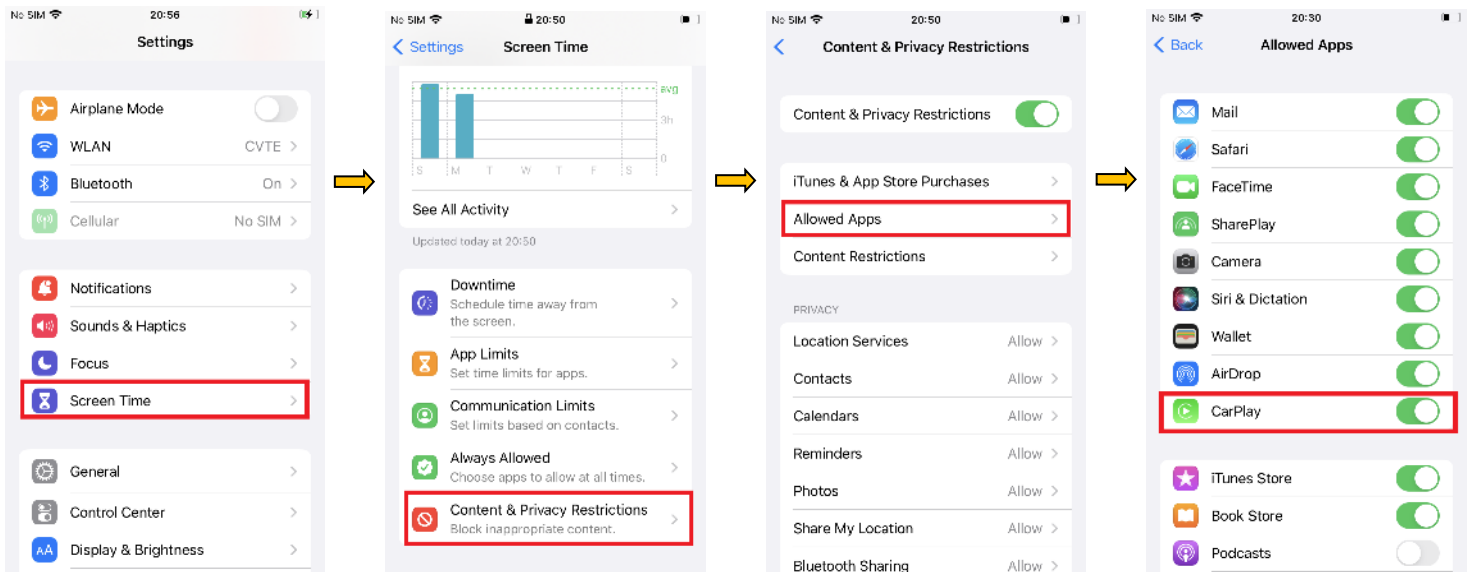 No SIM 20:56
Settings
Airplane Mode
WLAN CVTE
Bluetooth On
Cellular No SIM
Notifications
Sounds & Haptics
Focus
Screen Time
General
Control Center
Display & Brightness
No SIM 20:50
Settings Screen Time
avg
3h
0
S M T W T F S
See All Activity
Updated today at 20:50
Downtime
Schedule time away from
the screen.
App Limits
Set time limits for apps.
Communication Limits
Set limits based on contacts.
Always Allowed
Choose apps to allow at all times.
Content & Privacy Restrictions
Block inappropriate content.
No SIM 20:50
Content & Privacy Restrictions
Content & Privacy Restrictions
iTunes & App Store Purchases
Allowed Apps
Content Restrictions
PRIVACY
Location Services Allow
Contacts Allow
Calendars Allow
Reminders Allow
Photos Allow
Share My Location Allow
Bluetooth Sharing Allow
No SIM 20:30
Back Allowed Apps
Mail
Safari
FaceTime
SharePlay
Camera
Siri & Dictation
Wallet
AirDrop
CarPlay
iTunes Store
Book Store
Podcasts